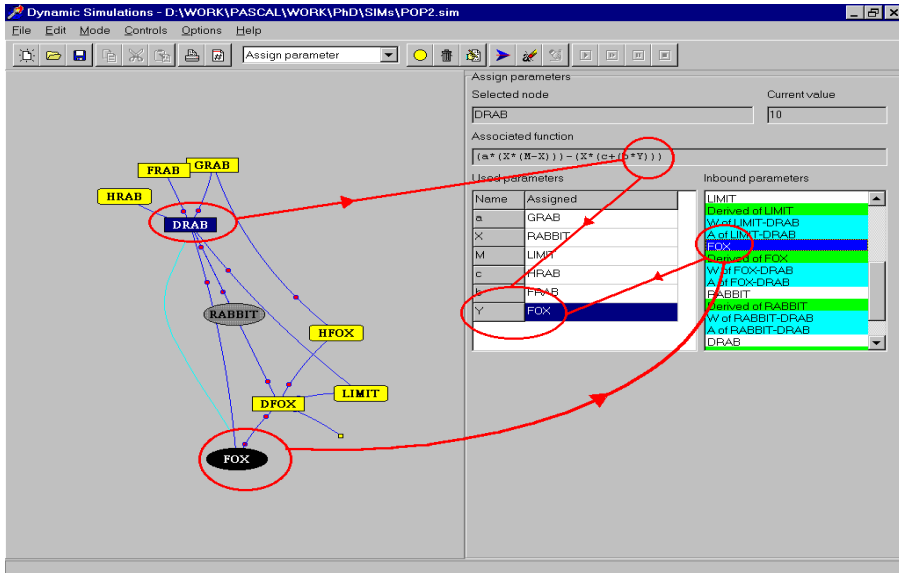 Dynamic Simulations - D:\WORK\PASCAL\WORK\PhD\SIMs\POP2.sim
File Edit Mode Controls Options Help
Assign parameter
Assign parameters
Selected node
Current value
DRAB
10
Associated function
(a*(X*(M-X)))-(X*(c+(b*Y)))
Used parameters
Name Assigned
a GRAB
X RABBIT
M LIMIT
c HRAB
b FRAB
Y FOX
Inbound parameters
LIMIT
Derived of LIMIT
W of LIMIT-DRAB
A of LIMIT-DRAB
FOX
Derived of FOX
W of FOX-DRAB
A of FOX-DRAB
RABBIT
Derived of RABBIT
W of RABBIT-DRAB
A of RABBIT-DRAB
DRAB
FRAB
GRAB
HRAB
DRAB
RABBIT
HFOX
LIMIT
DFOX
FOX